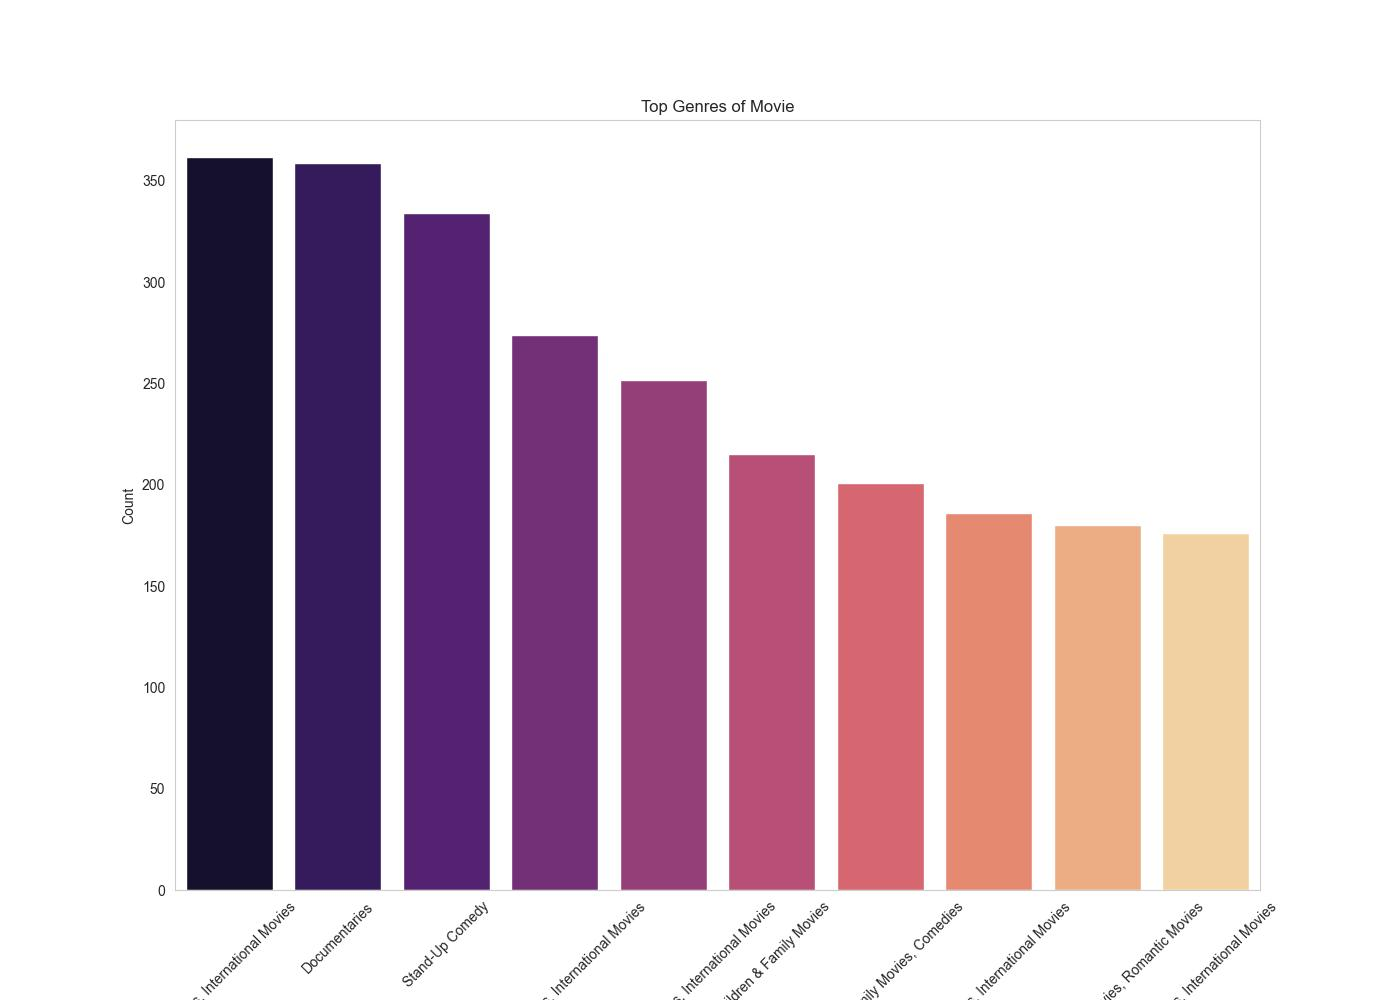 Top Genres of Movie
Count
350
300
250
200
150
100
50
0
International Movies
Documentaries
Stand-Up Comedy
International Movies
International Movies
& Family Movies
Movies, Comedies
International Movies
Romantic Movies
International Movies